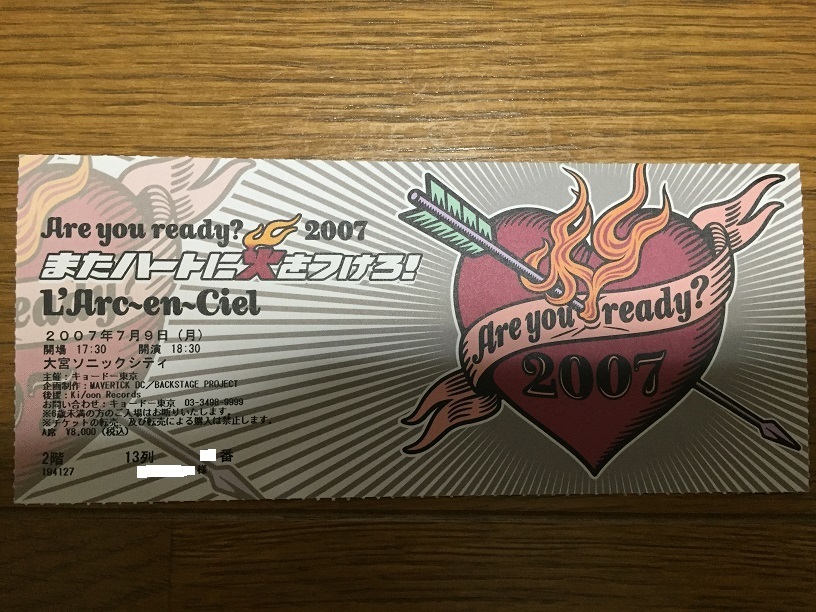 Are you ready? 2007
またハートに火をつけろ!
L'Arc~en~Ciel
2007年7月9日(月)
開場 17:30 開演 18:30
大宮ソニックシティ
主催:キョードー東京
企画制作:MAVERICK DC/BACKSTAGE PROJECT
後援:Ki/oon Records
お問い合わせ:キョードー東京 03-3498-9999
※6歳未満の方のご入場はお断りいたします。
※チケットの転売、及び転売による購入は禁止します。
A席 ¥8,000(税込)
2階 13列 番
194127 様
Are you ready?
2007
ready